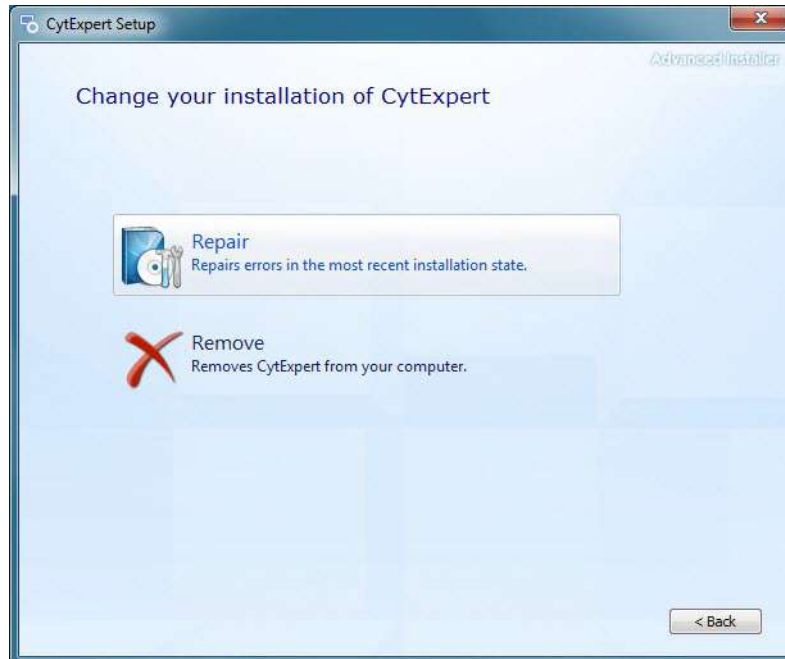 CytExpert Setup
Advanced Installer
Change your installation of CytExpert
Repair
Repairs errors in the most recent installation state.
Remove
Removes CytExpert from your computer.
< Back